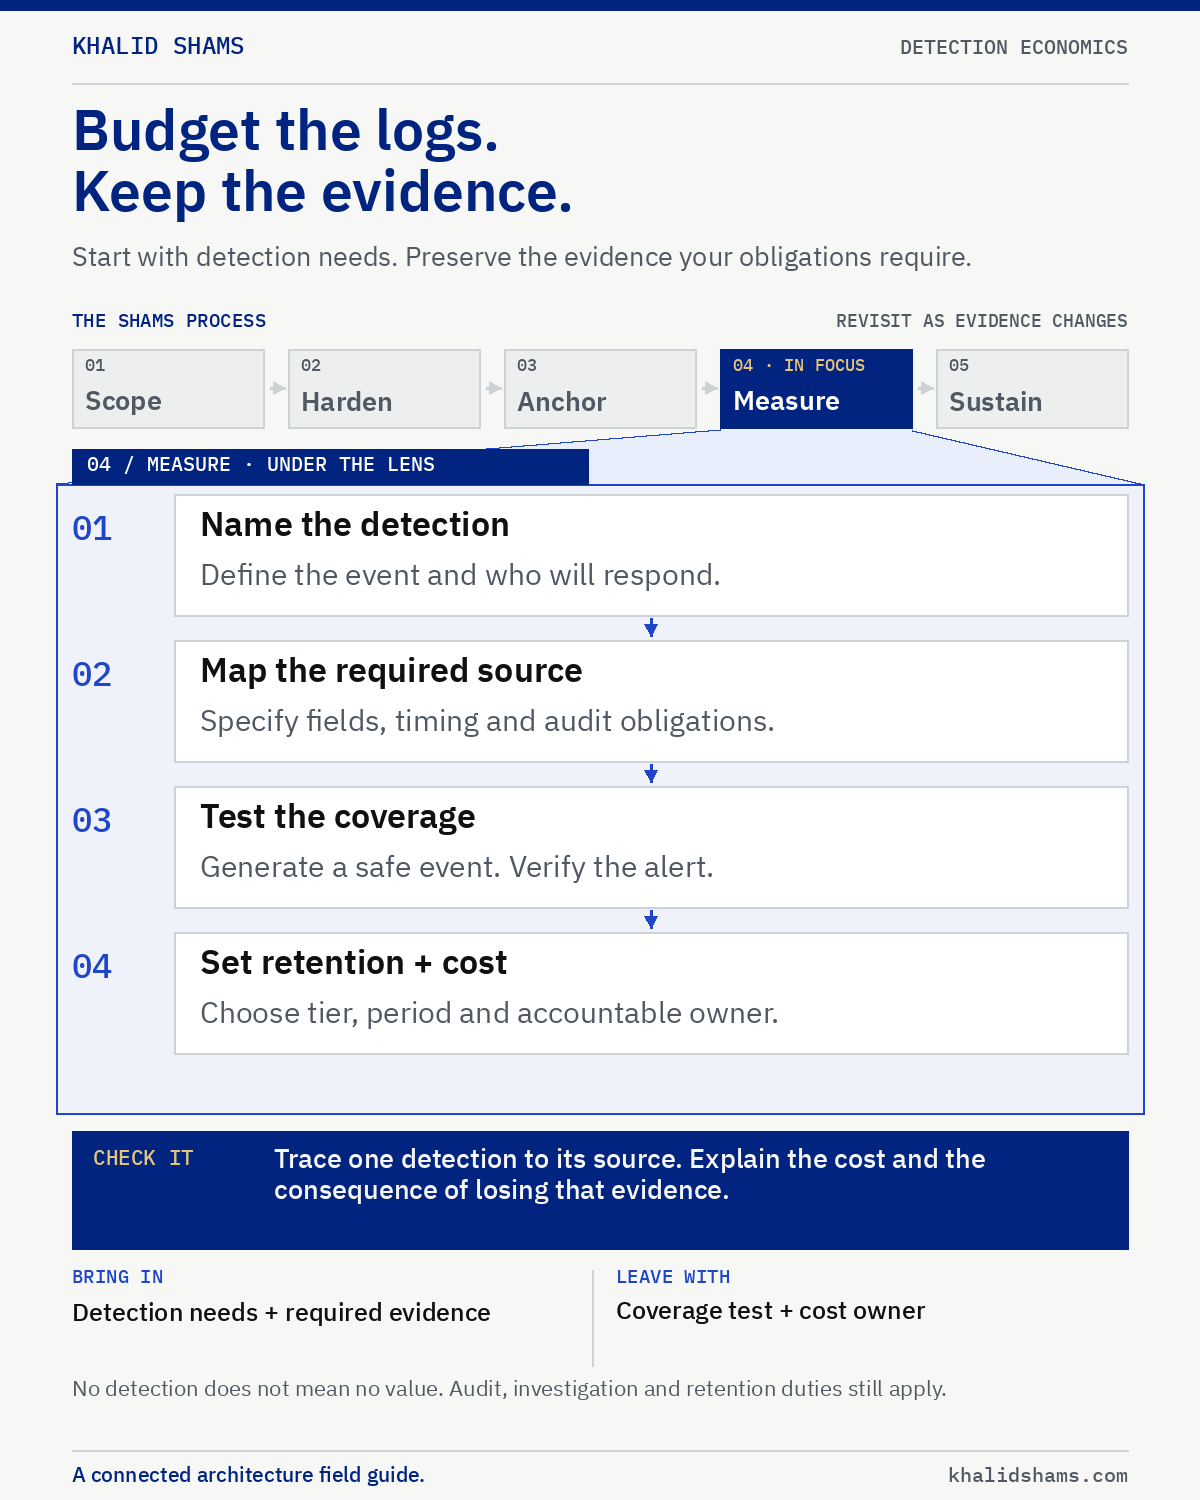 KHALID SHAMS
DETECTION ECONOMICS
Budget the logs.
Keep the evidence.
Start with detection needs. Preserve the evidence your obligations require.
THE SHAMS PROCESS
REVISIT AS EVIDENCE CHANGES
01
Scope
02
Harden
03
Anchor
04 · IN FOCUS
Measure
05
Sustain
04 / MEASURE · UNDER THE LENS
01
Name the detection
Define the event and who will respond.
02
Map the required source
Specify fields, timing and audit obligations.
03
Test the coverage
Generate a safe event. Verify the alert.
04
Set retention + cost
Choose tier, period and accountable owner.
CHECK IT
Trace one detection to its source. Explain the cost and the
consequence of losing that evidence.
BRING IN
Detection needs + required evidence
LEAVE WITH
Coverage test + cost owner
No detection does not mean no value. Audit, investigation and retention duties still apply.
A connected architecture field guide.
khalidshams.com